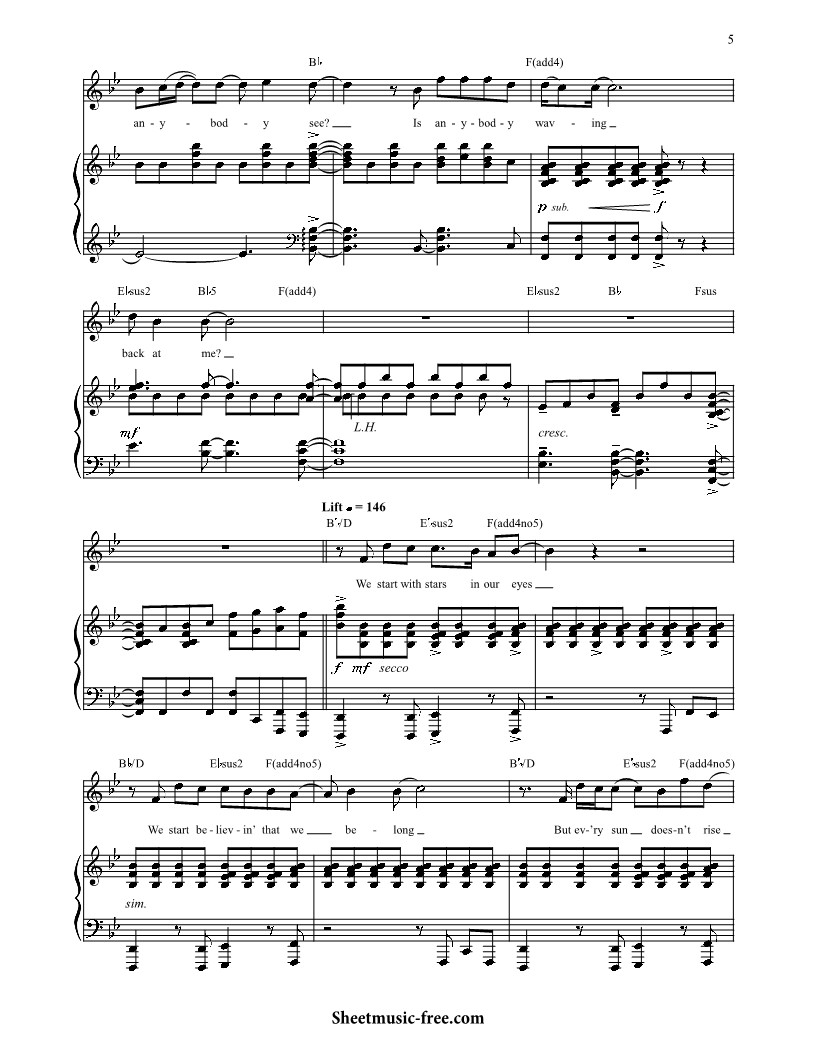 5
B♭ F(add4)
an - y - bod - y see? Is an - y - bod - y wav - ing
p sub. f
E♭sus2 B♭5 F(add4) E♭sus2 B♭ Fsus
back at me?
mf L.H. cresc.
Lift = 146
B♭/D E♭sus2 F(add4no5)
We start with stars in our eyes
f mf secco
B♭/D E♭sus2 F(add4no5) B♭/D E♭sus2 F(add4no5)
We start be - liev - in' that we be - long But ev-'ry sun does-n't rise
sim.
Sheetmusic-free.com